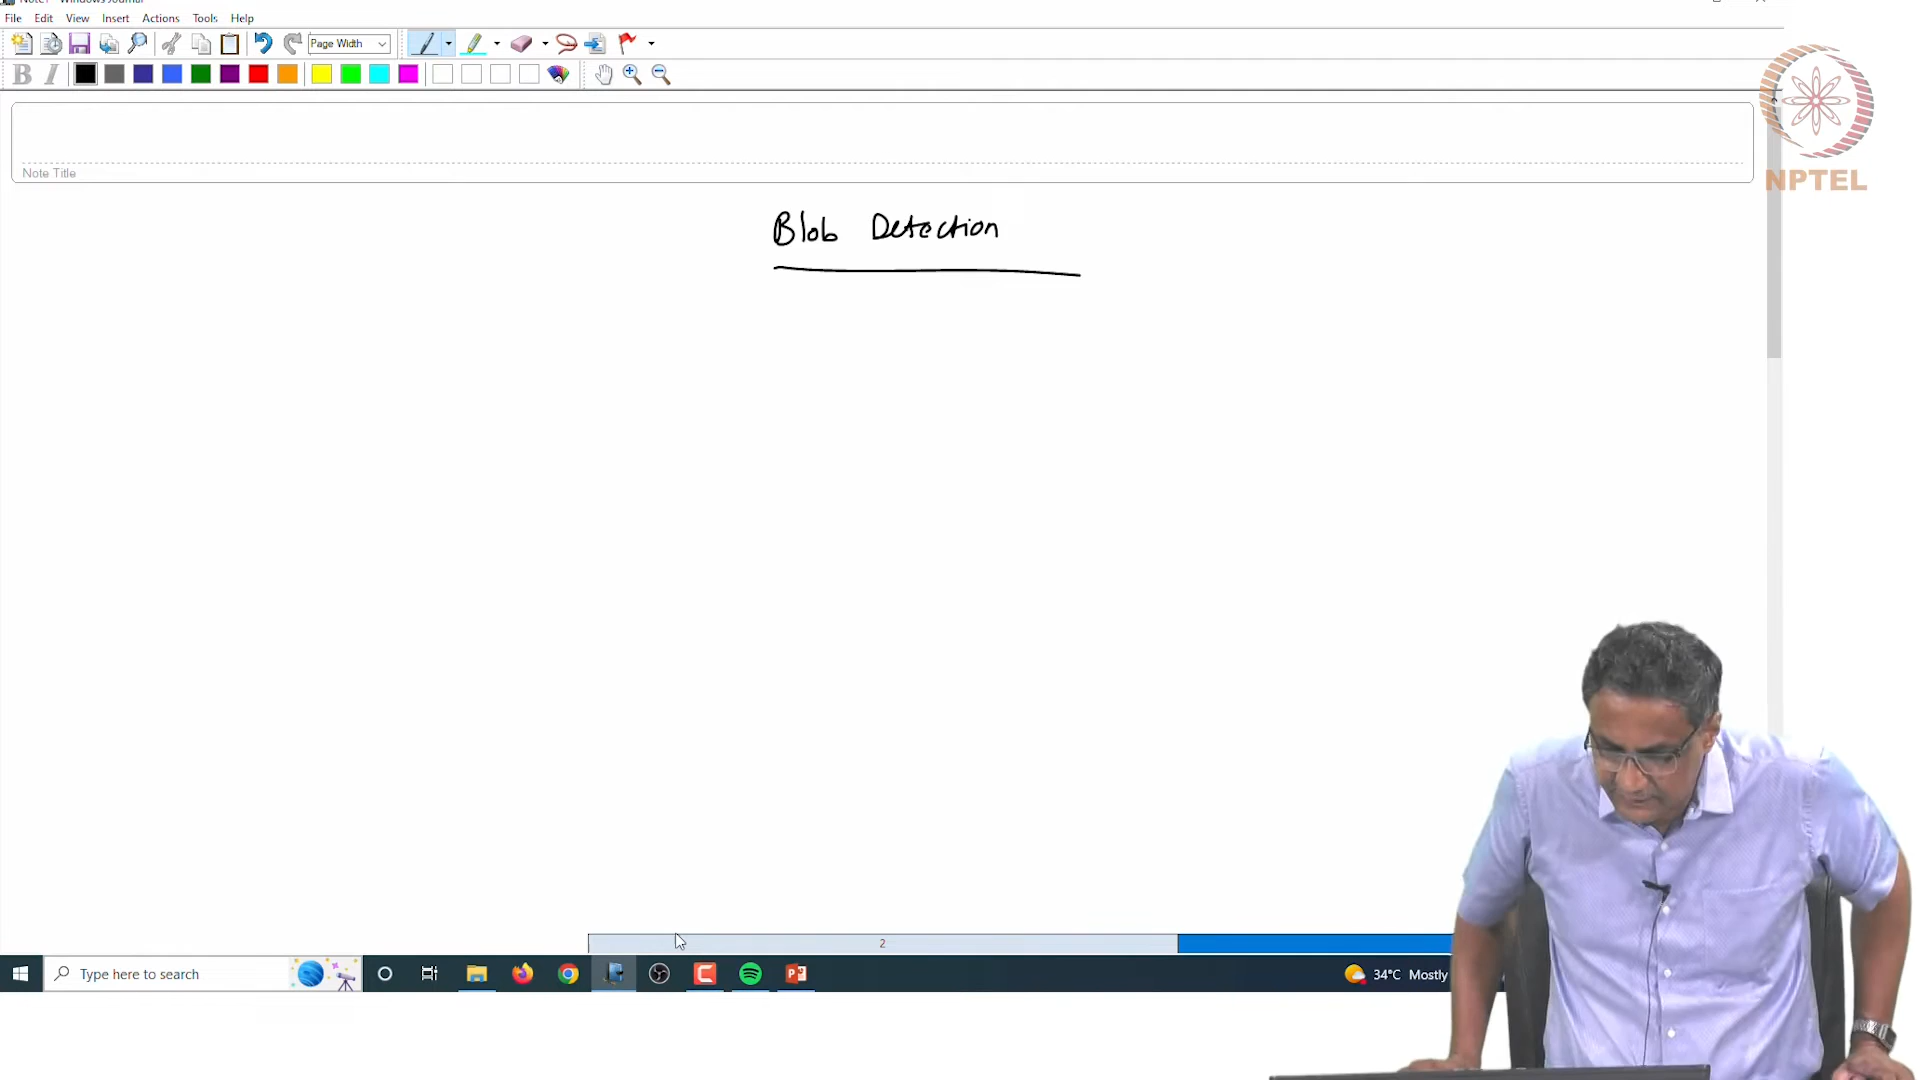 File Edit View Insert Actions Tools Help
Page Width
B I
NPTEL
Note Title
Blob Detection
2
Type here to search
34°C Mostly